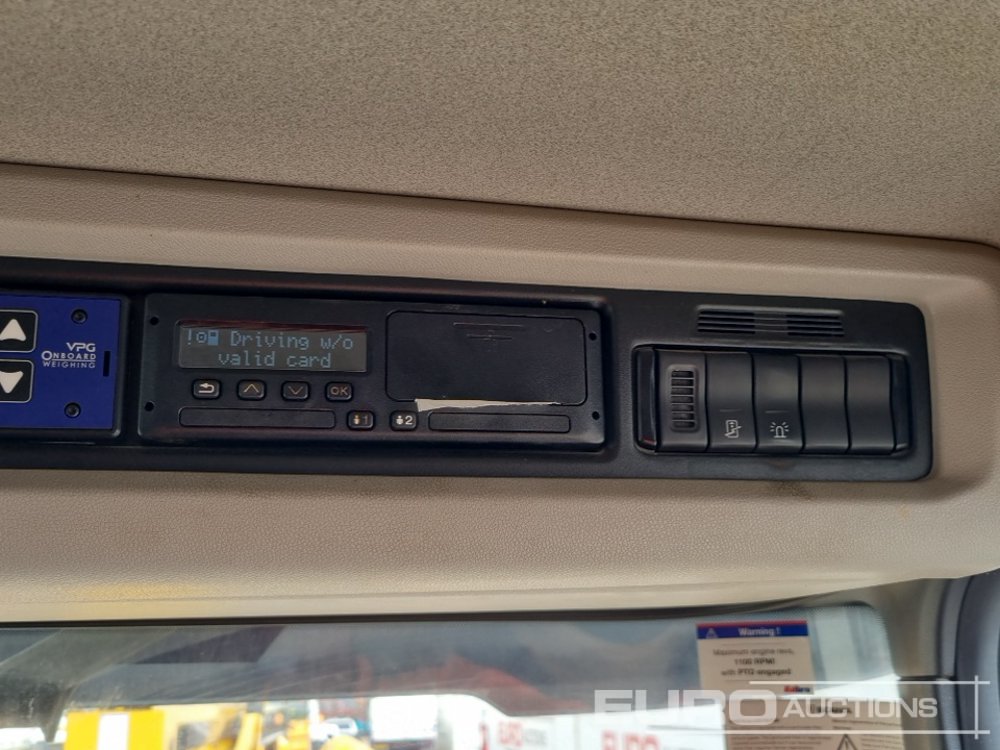 VPG
ONBOARD
WEIGHING
! Driving w/o
valid card
OK
1
2
Warning !
Maximum engine revs,
1100 RPM!
with PTO engaged
EURO AUCTIONS